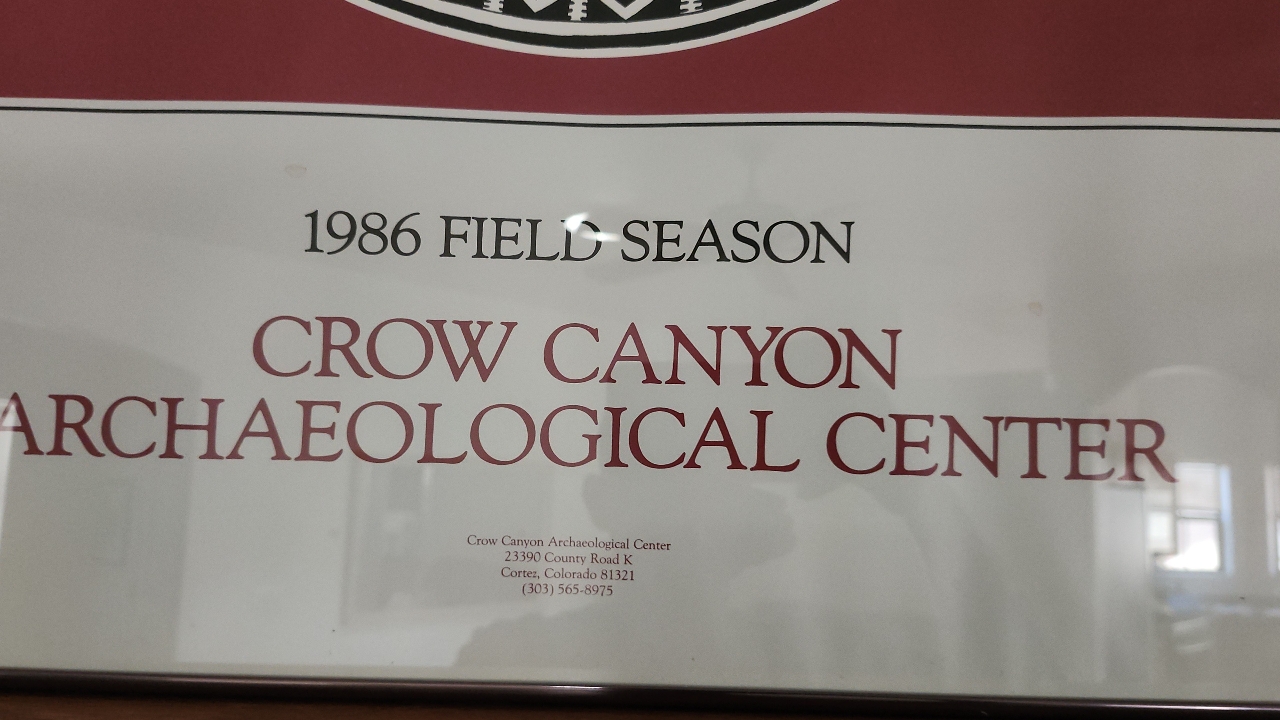 1986 FIELD SEASON
CROW CANYON
ARCHAEOLOGICAL CENTER
Crow Canyon Archaeological Center
23390 County Road K
Cortez, Colorado 81321
(303) 565-8975